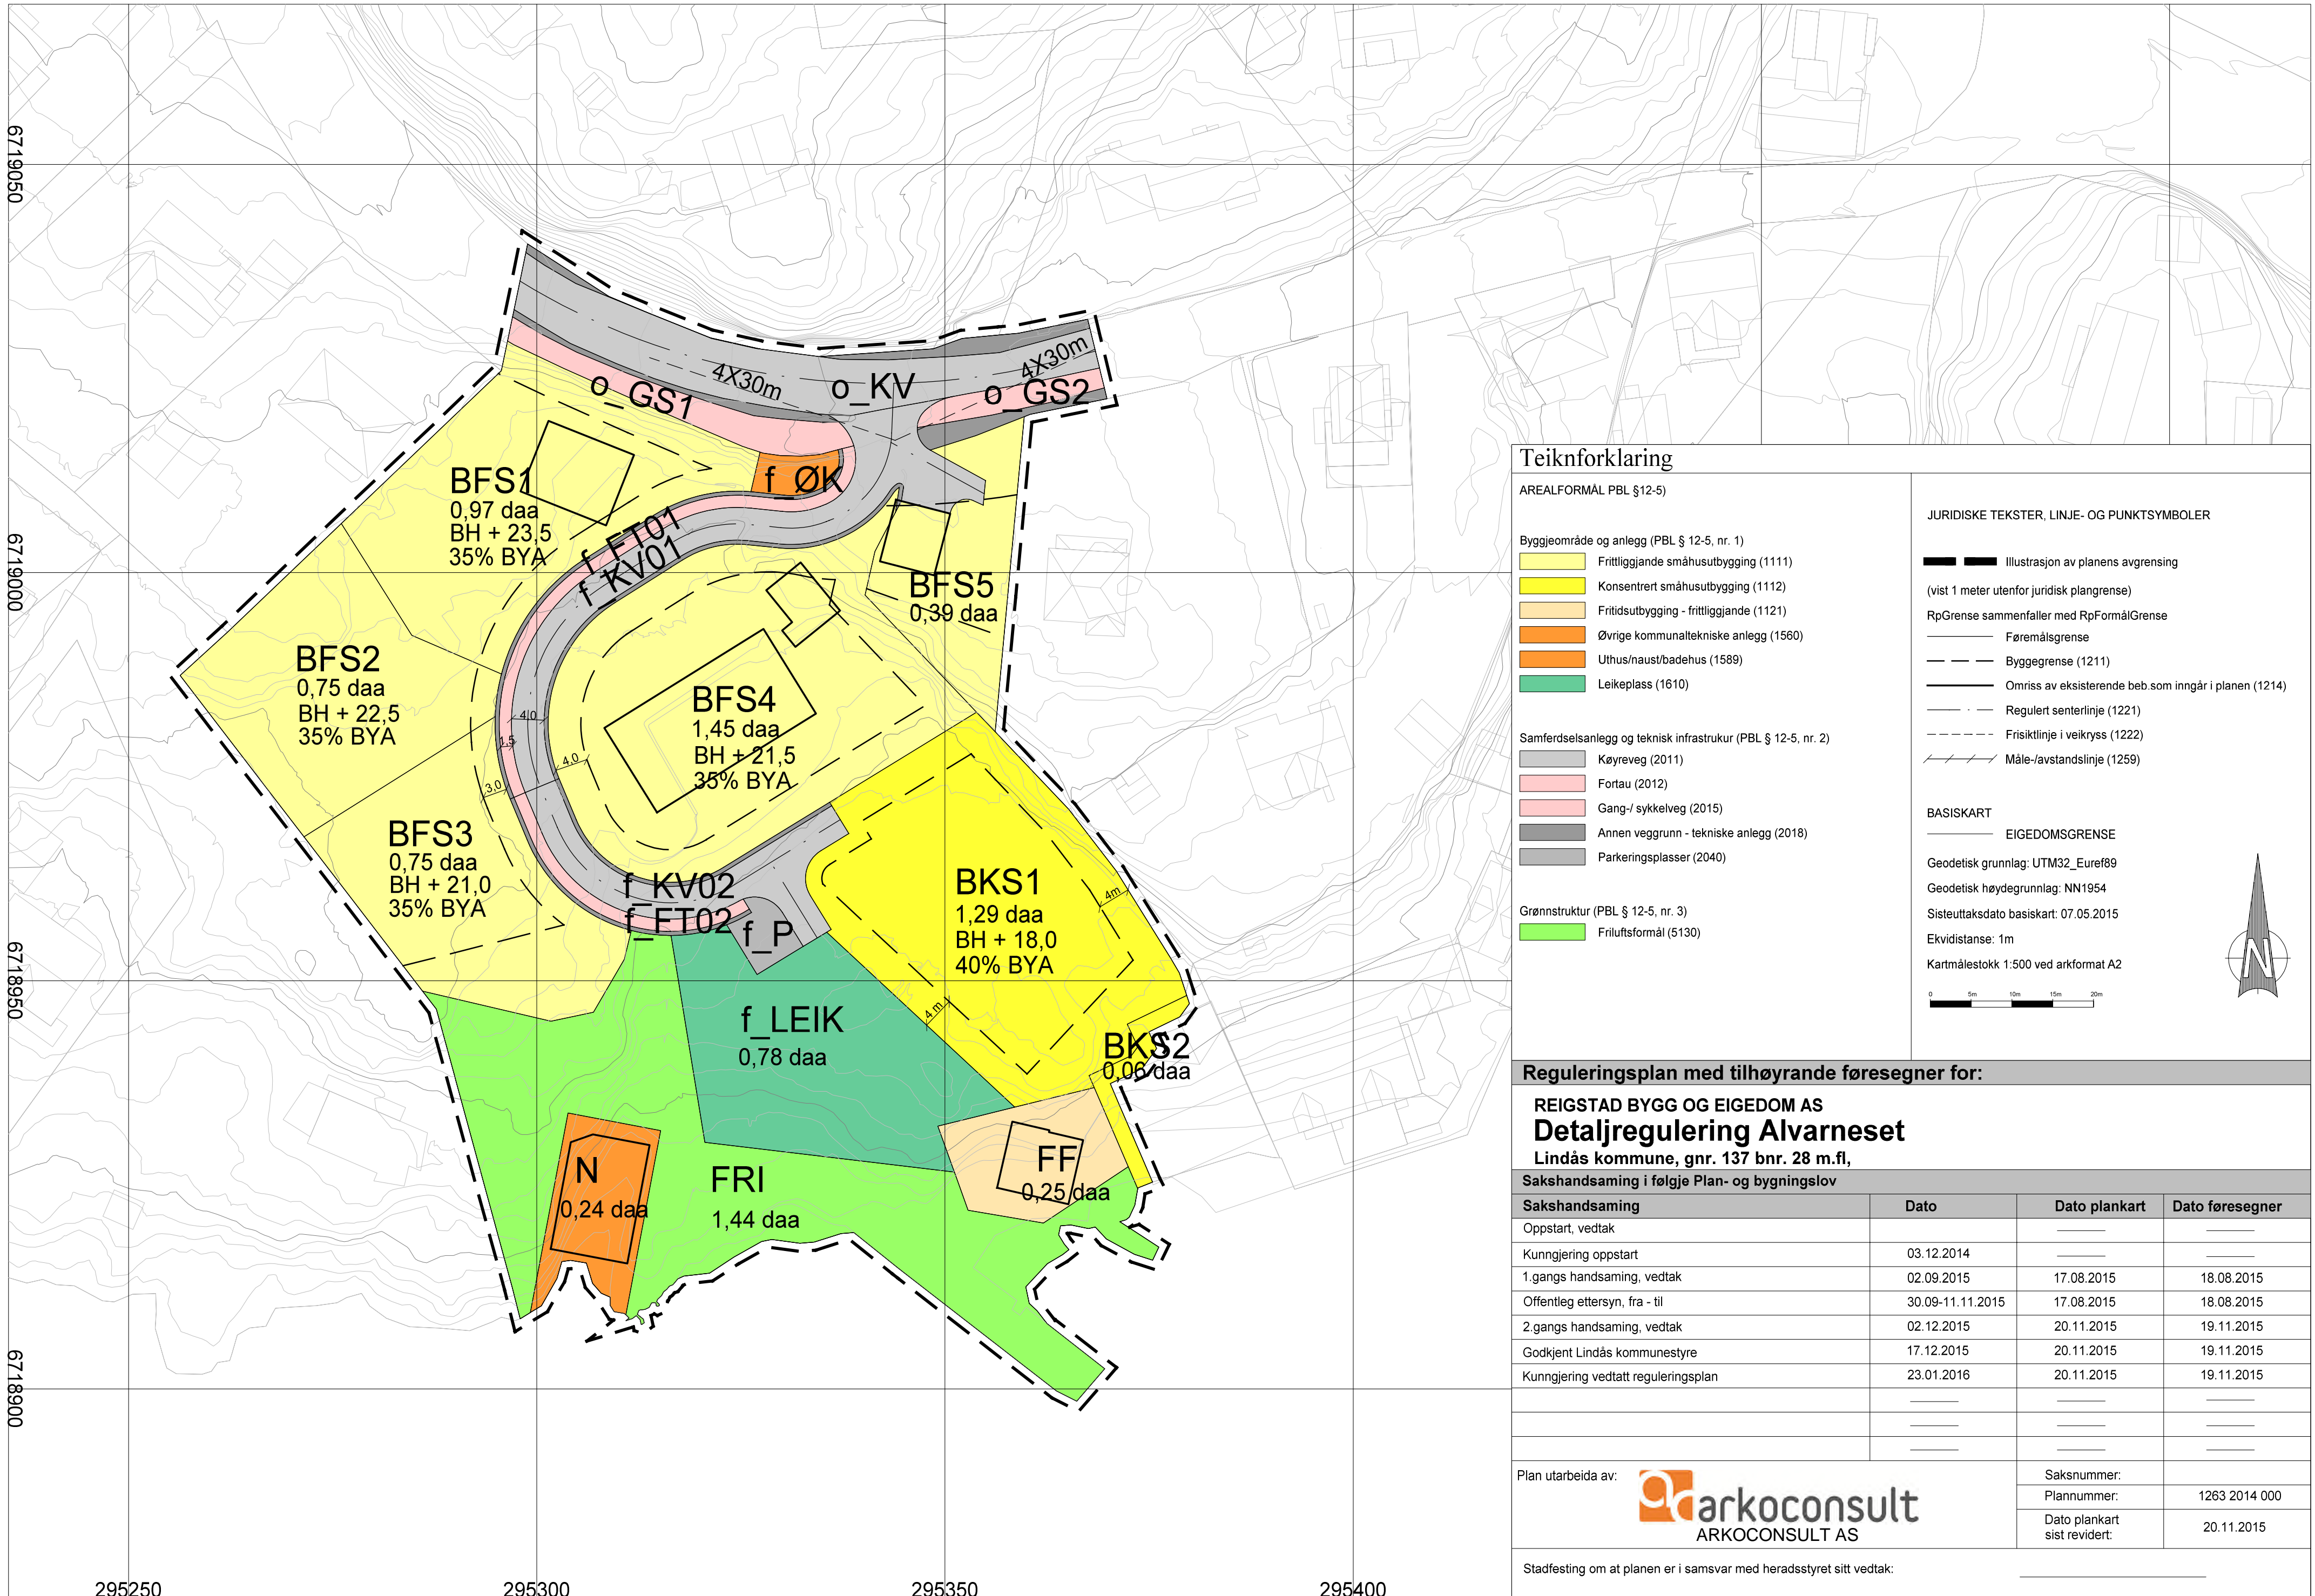 6719050
6719000
6718950
6718900
295250
295300
295350
295400
4X30m
4X30m
o_KV
o_GS1
o_GS2
f_ØK
f_FT01
f_KV01
BFS1
0,97 daa
BH + 23,5
35% BYA
BFS5
0,39 daa
BFS2
0,75 daa
BH + 22,5
35% BYA
BFS4
1,45 daa
BH + 21,5
35% BYA
4,0
1,5
4,0
3,0
BFS3
0,75 daa
BH + 21,0
35% BYA
f_KV02
f_FT02
f_P
BKS1
1,29 daa
BH + 18,0
40% BYA
4m
4 m
f_LEIK
0,78 daa
BKS2
0,06 daa
N
0,24 daa
FRI
1,44 daa
FF
0,25 daa
Teiknforklaring
AREALFORMÅL PBL §12-5)
Byggjeområde og anlegg (PBL § 12-5, nr. 1)
Frittliggjande småhusutbygging (1111)
Konsentrert småhusutbygging (1112)
Fritidsutbygging - frittliggjande (1121)
Øvrige kommunaltekniske anlegg (1560)
Uthus/naust/badehus (1589)
Leikeplass (1610)
Samferdselsanlegg og teknisk infrastrukur (PBL § 12-5, nr. 2)
Køyreveg (2011)
Fortau (2012)
Gang-/ sykkelveg (2015)
Annen veggrunn - tekniske anlegg (2018)
Parkeringsplasser (2040)
Grønnstruktur (PBL § 12-5, nr. 3)
Friluftsformål (5130)
JURIDISKE TEKSTER, LINJE- OG PUNKTSYMBOLER
Illustrasjon av planens avgrensing
(vist 1 meter utenfor juridisk plangrense)
RpGrense sammenfaller med RpFormålGrense
Føremålsgrense
Byggegrense (1211)
Omriss av eksisterende beb.som inngår i planen (1214)
Regulert senterlinje (1221)
Frisiktlinje i veikryss (1222)
Måle-/avstandslinje (1259)
BASISKART
EIGEDOMSGRENSE
Geodetisk grunnlag: UTM32_Euref89
Geodetisk høydegrunnlag: NN1954
Sisteuttaksdato basiskart: 07.05.2015
Ekvidistanse: 1m
Kartmålestokk 1:500 ved arkformat A2
0 5m 10m 15m 20m
N
Reguleringsplan med tilhøyrande føresegner for:
REIGSTAD BYGG OG EIGEDOM AS
Detaljregulering Alvarneset
Lindås kommune, gnr. 137 bnr. 28 m.fl,
Sakshandsaming i følgje Plan- og bygningslov
Sakshandsaming Dato Dato plankart Dato føresegner
Oppstart, vedtak
Kunngjering oppstart 03.12.2014
1.gangs handsaming, vedtak 02.09.2015 17.08.2015 18.08.2015
Offentleg ettersyn, fra - til 30.09-11.11.2015 17.08.2015 18.08.2015
2.gangs handsaming, vedtak 02.12.2015 20.11.2015 19.11.2015
Godkjent Lindås kommunestyre 17.12.2015 20.11.2015 19.11.2015
Kunngjering vedtatt reguleringsplan 23.01.2016 20.11.2015 19.11.2015
Plan utarbeida av:
arkoconsult
ARKOCONSULT AS
Saksnummer:
Plannummer: 1263 2014 000
Dato plankart
sist revidert: 20.11.2015
Stadfesting om at planen er i samsvar med heradsstyret sitt vedtak: